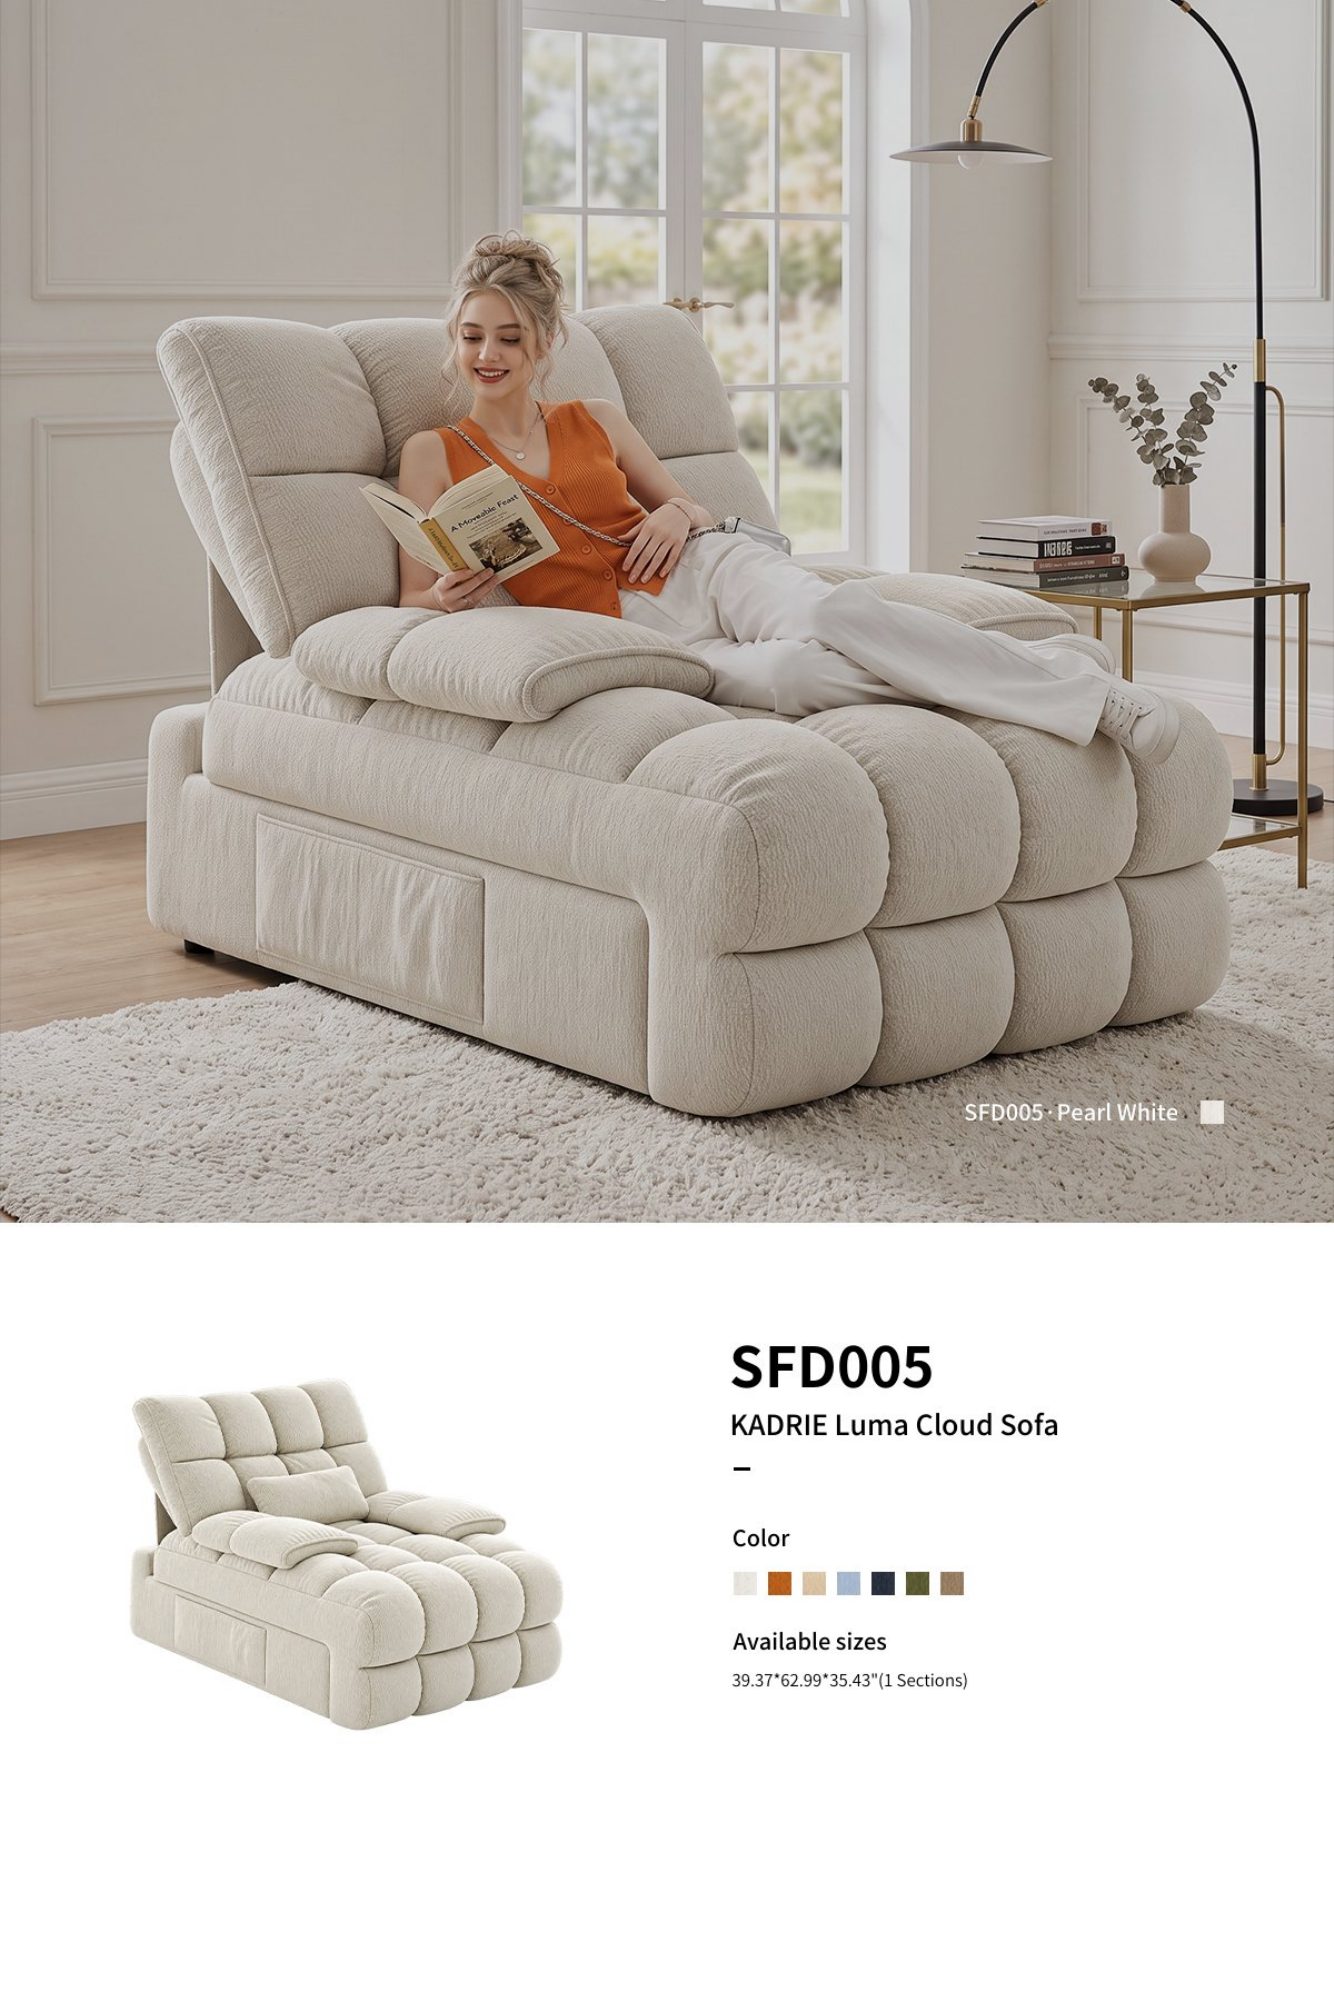 A Moveable Feast
SFD005·Pearl White
SFD005
KADRIE Luma Cloud Sofa
Color
Available sizes
39.37*62.99*35.43"(1 Sections)